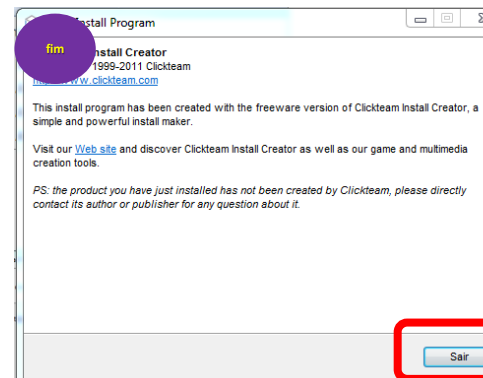 nstall Program
fim
nstall Creator
1999-2011 Clickteam
www.clickteam.com
This install program has been created with the freeware version of Clickteam Install Creator, a
simple and powerful install maker.
Visit our Web site and discover Clickteam Install Creator as well as our game and multimedia
creation tools.
PS: the product you have just installed has not been created by Clickteam, please directly
contact its author or publisher for any question about it.
Sair